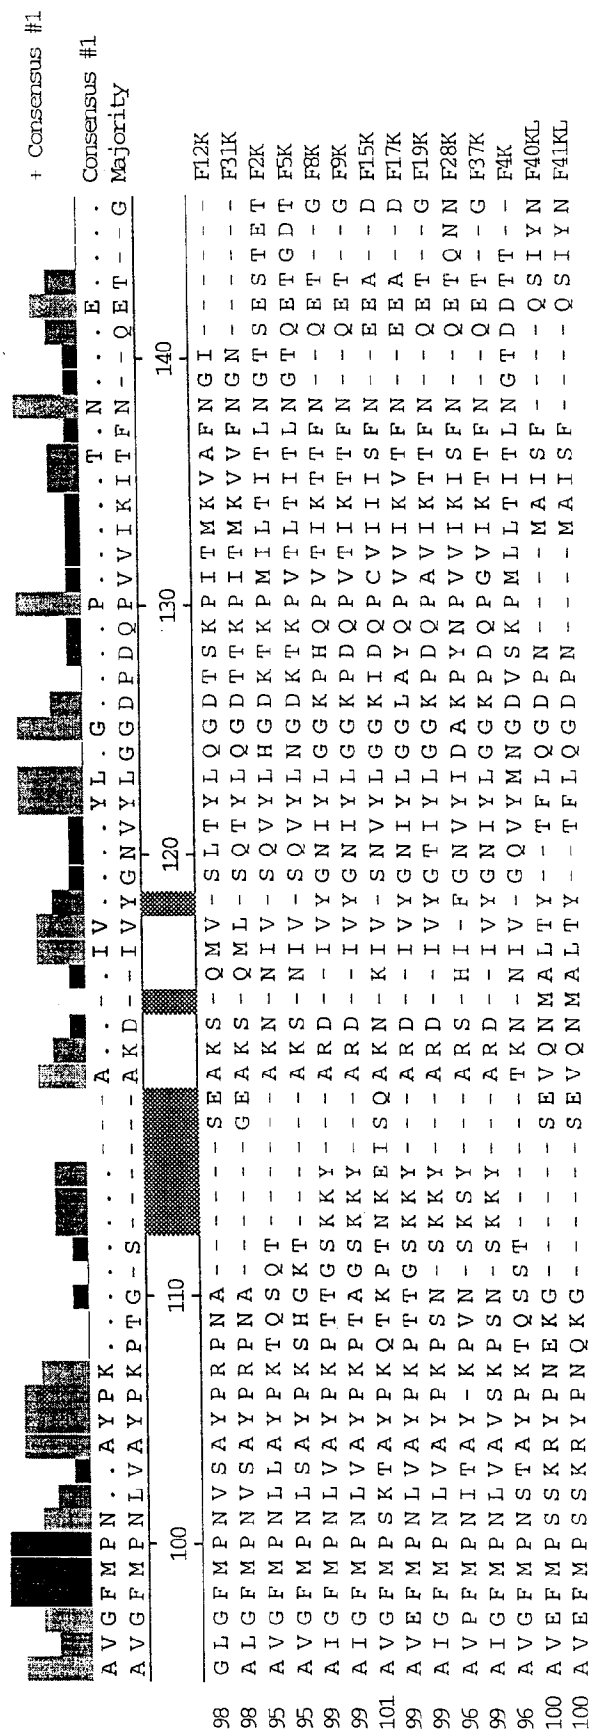 + Consensus #1
A V G F M P N . . A Y P K . . . . . . . . . . . A . . . . I V . . . . Y L . G . . . . P . . . . . T . N . . . . E . . . . Consensus #1
A V G F M P N L V A Y P K P T G - S - - - - - - A K D - - I V Y G N V Y L G G D P D Q P V V I K I T F N - - Q E T - - G Majority
100 110 120 130 140
98 G L G F M P N V S A Y P R P N A - - - - - - S E A K S - Q M V - S L T Y L Q G D T S K P I T M K V A F N G I - - - - - - F12K
98 A L G F M P N V S A Y P R P N A - - - - - - G E A K S - Q M L - S Q T Y L Q G D T T K P I T M K V V F N G N - - - - - - F31K
95 A V G F M P N L L A Y P K T Q S Q T - - - - - - A K N - N I V - S Q V Y L H G D K T K P M I L T I T L N G T S E S T E T F2K
95 A V G F M P N L S A Y P K S H G K T - - - - - - A K S - N I V - S Q V Y L N G D K T K P V T L T I T L N G T Q E T G D T F5K
99 A I G F M P N L V A Y P K P T T G S K K Y - - - A R D - - I V Y G N I Y L G G K P H Q P V T I K T T F N - - Q E T - - G F8K
99 A I G F M P N L V A Y P K P T A G S K K Y - - - A R D - - I V Y G N I Y L G G K P D Q P V T I K T T F N - - Q E T - - G F9K
101 A V G F M P S K T A Y P K Q T K P T N K E I S Q A K N - K I V - S N V Y L G G K I D Q P C V I I I S F N - - E E A - - D F15K
99 A V E F M P N L V A Y P K P T T G S K K Y - - - A R D - - I V Y G N I Y L G G L A Y Q P V V I K V T F N - - E E A - - D F17K
99 A I G F M P N L V A Y P K P S N - S K K Y - - - A R D - - I V Y G T I Y L G G K P D Q P A V I K T T F N - - Q E T - - G F19K
96 A V P F M P N I T A Y - K P V N - S K S Y - - - A R S - H I - F G N V Y I D A K P Y N P V V I K I S F N - - Q E T Q N N F28K
99 A I G F M P N L V A V S K P S N - S K K Y - - - A R D - - I V Y G N I Y L G G K P D Q P G V I K T T F N - - Q E T - - G F37K
96 A V G F M P N S T A Y P K T Q S S T - - - - - - T K N - N I V - G Q V Y M N G D V S K P M L L T I T L N G T D D T T - - F4K
100 A V E F M P S S K R Y P N E K G - - - - - - S E V Q N M A L T Y - - T F L Q G D P N - - - - M A I S F - - - - Q S I Y N F40KL
100 A V E F M P S S K R Y P N Q K G - - - - - - S E V Q N M A L T Y - - T F L Q G D P N - - - - M A I S F - - - - Q S I Y N F41KL